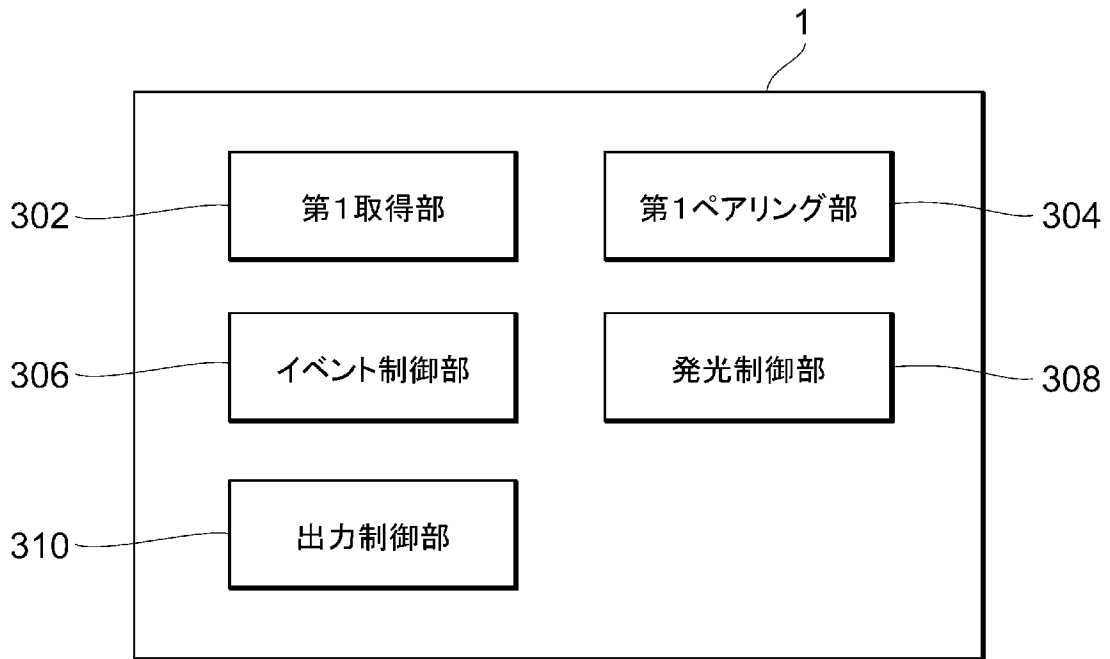 1
302
第1取得部
第1ペアリング部
304
306
イベント制御部
発光制御部
308
310
出力制御部